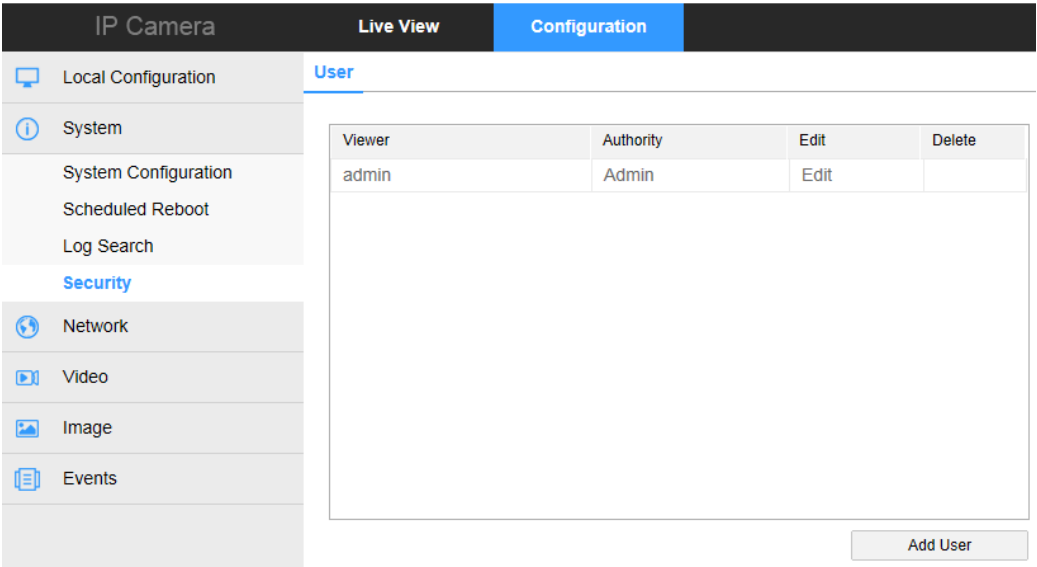 IP Camera Live View Configuration
Local Configuration
User
System
Viewer Authority Edit Delete
admin Admin Edit
System Configuration
Scheduled Reboot
Log Search
Security
Network
Video
Image
Events
Add User